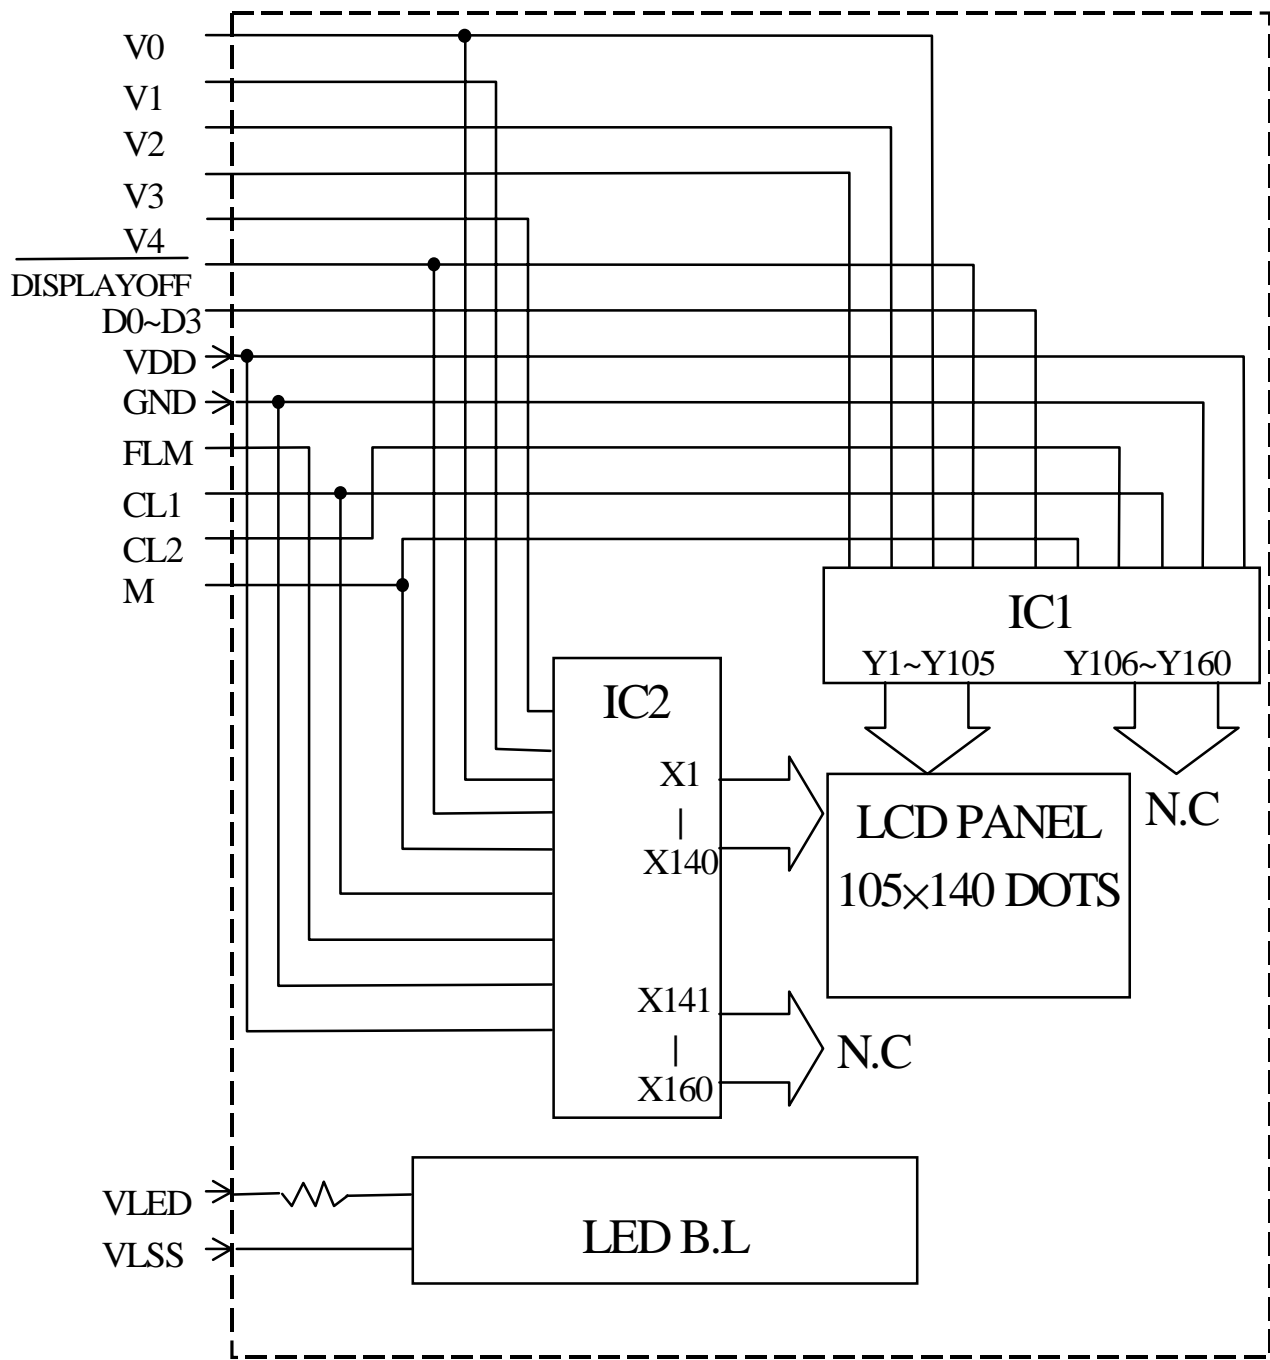 V0
V1
V2
V3
V4
DISPLAYOFF
D0~D3
VDD
GND
FLM
CL1
CL2
M
IC1
Y1~Y105 Y106~Y160
IC2
X1
|
X140
LCD PANEL
105×140 DOTS
N.C
X141
|
X160
N.C
VLED
VLSS
LED B.L